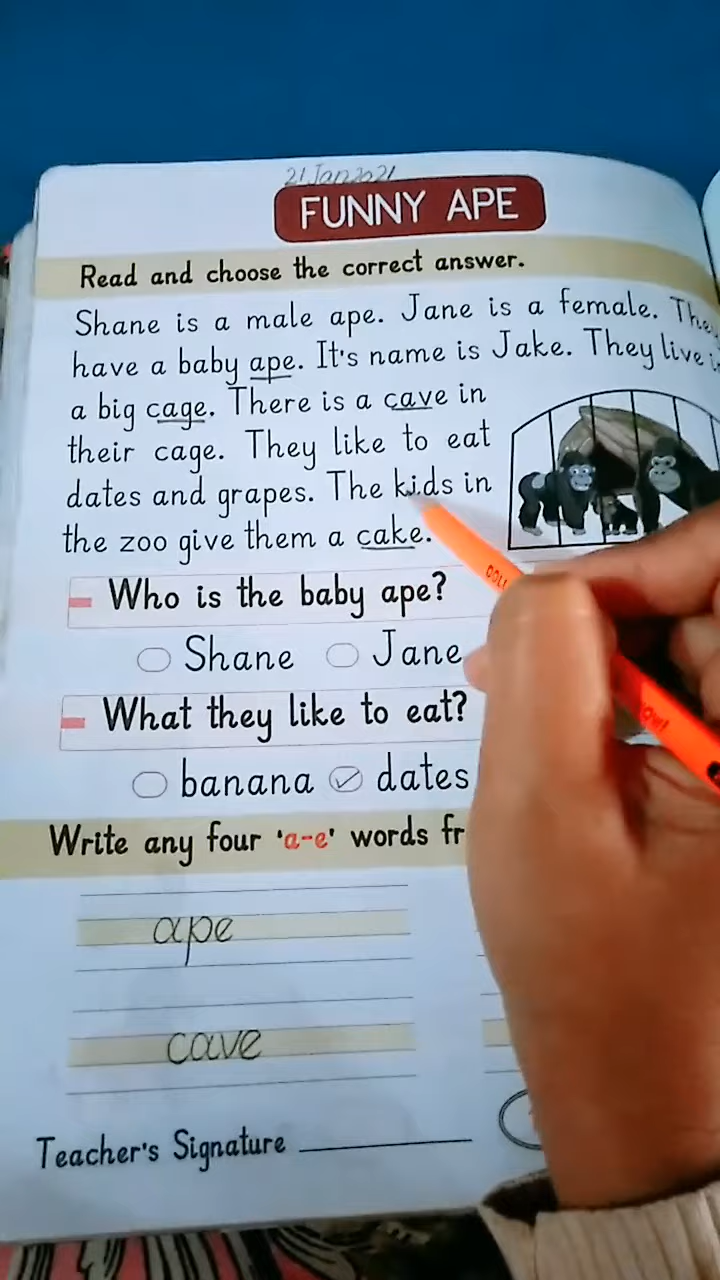 21 Jan 2021
FUNNY APE
Read and choose the correct answer.
Shane is a male ape. Jane is a female. They
have a baby ape. It's name is Jake. They live in
a big cage. There is a cave in
their cage. They like to eat
dates and grapes. The kids in
the zoo give them a cake.
Who is the baby ape?
Shane Jane
What they like to eat?
banana dates
Write any four 'a-e' words fr
ape
cave
Teacher's Signature